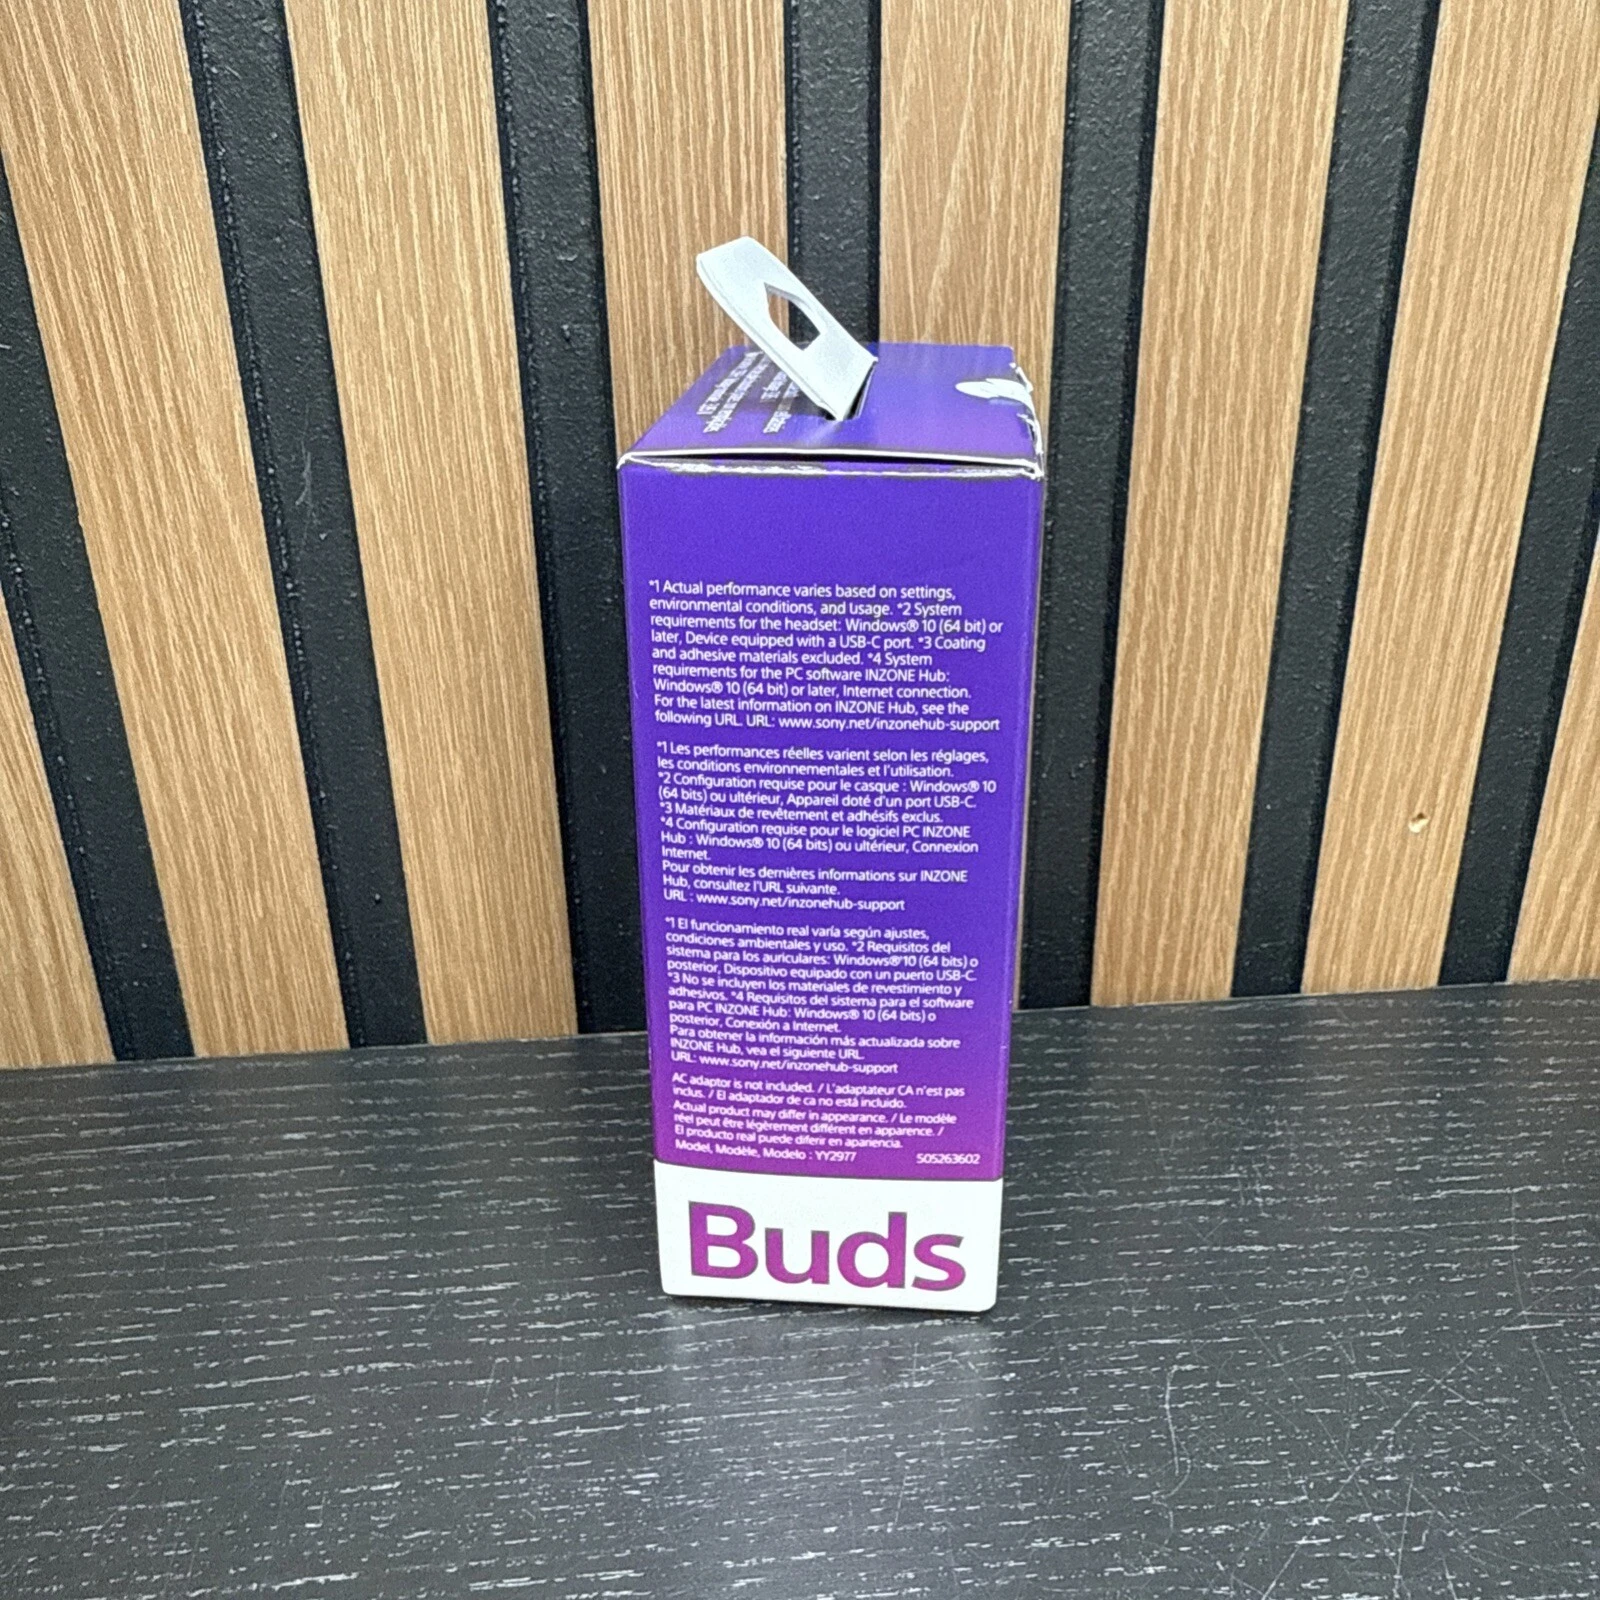 *1 Actual performance varies based on settings,
environmental conditions, and usage. *2 System
requirements for the headset: Windows® 10 (64 bit) or
later, Device equipped with a USB-C port. *3 Coating
and adhesive materials excluded. *4 System
requirements for the PC software INZONE Hub:
Windows® 10 (64 bit) or later, Internet connection.
For the latest information on INZONE Hub, see the
following URL. URL: www.sony.net/inzonehub-support
*1 Les performances réelles varient selon les réglages,
les conditions environnementales et l'utilisation.
*2 Configuration requise pour le casque : Windows® 10
(64 bits) ou ultérieur, Appareil doté d'un port USB-C.
*3 Matériaux de revêtement et adhésifs exclus.
*4 Configuration requise pour le logiciel PC INZONE
Hub : Windows® 10 (64 bits) ou ultérieur, Connexion
Internet.
Pour obtenir les dernières informations sur INZONE
Hub, consultez l'URL suivante.
URL : www.sony.net/inzonehub-support
*1 El funcionamiento real varía según ajustes,
condiciones ambientales y uso. *2 Requisitos del
sistema para los auriculares: Windows® 10 (64 bits) o
posterior, Dispositivo equipado con un puerto USB-C.
*3 No se incluyen los materiales de revestimiento y
adhesivos. *4 Requisitos del sistema para el software
para PC INZONE Hub: Windows® 10 (64 bits) o
posterior, Conexión a Internet.
Para obtener la información más actualizada sobre
INZONE Hub, vea el siguiente URL.
URL: www.sony.net/inzonehub-support
AC adaptor is not included. / L'adaptateur CA n'est pas
inclus. / El adaptador de ca no está incluido.
Actual product may differ in appearance. / Le modèle
réel peut être légèrement différent en apparence. /
El producto real puede diferir en apariencia.
Model, Modèle, Modelo : YY2977 505263602
Buds